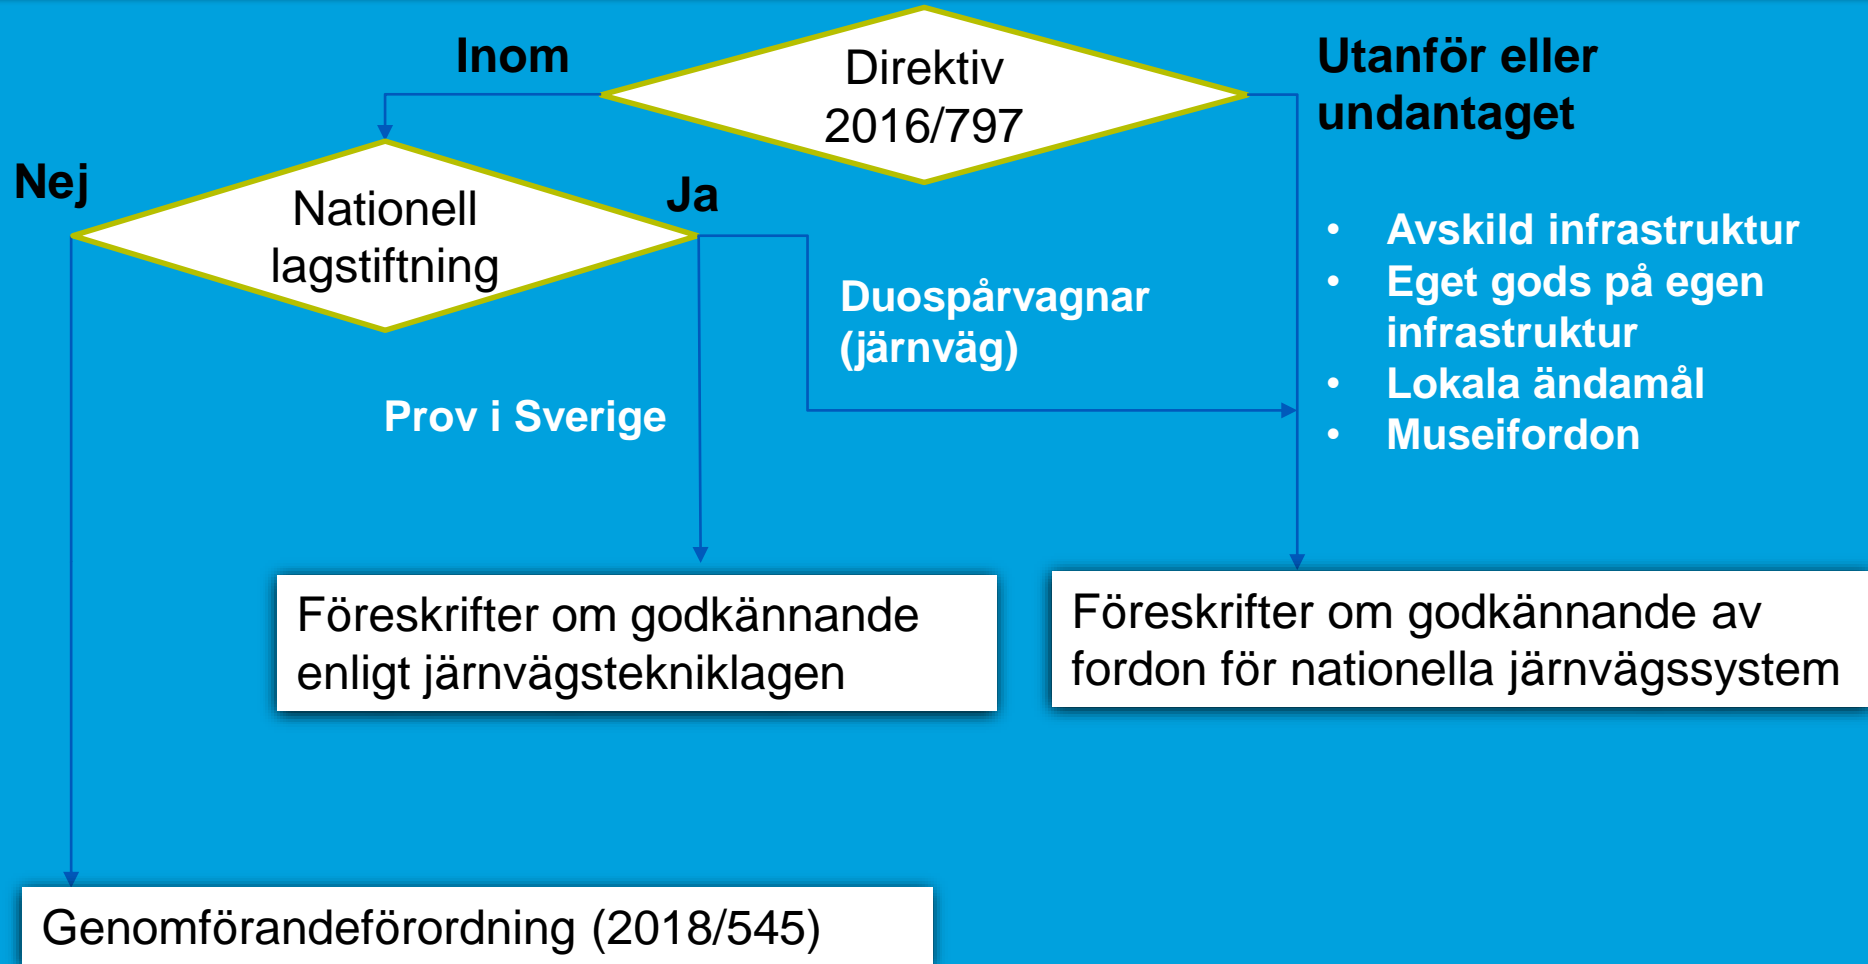 Inom
Direktiv
2016/797
Utanför eller
undantaget
Nej
Nationell
lagstiftning
Ja
• Avskild infrastruktur
• Eget gods på egen
infrastruktur
• Lokala ändamål
• Museifordon
Duospårvagnar
(järnväg)
Prov i Sverige
Föreskrifter om godkännande
enligt järnvägstekniklagen
Föreskrifter om godkännande av
fordon för nationella järnvägssystem
Genomförandeförordning (2018/545)